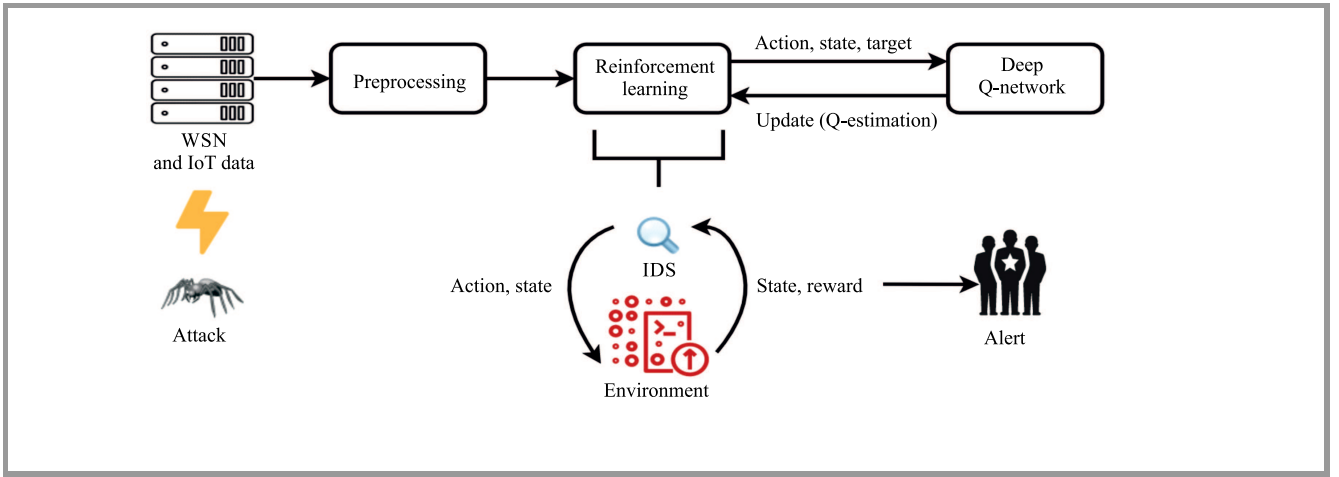 WSN
and IoT data
Preprocessing
Reinforcement
learning
Action, state, target
Update (Q-estimation)
Deep
Q-network
Attack
Action, state
IDS
Environment
State, reward
Alert